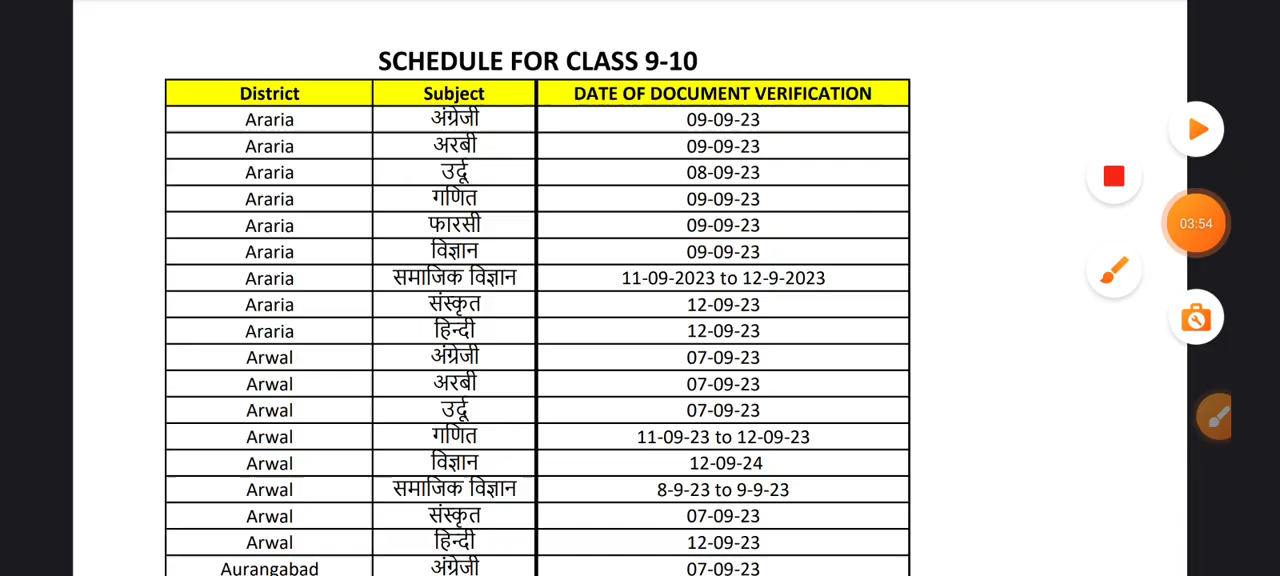 SCHEDULE FOR CLASS 9-10
District Subject DATE OF DOCUMENT VERIFICATION
Araria अंग्रेजी 09-09-23
Araria अरबी 09-09-23
Araria उर्दू 08-09-23
Araria गणित 09-09-23
Araria फारसी 09-09-23
Araria विज्ञान 09-09-23
Araria समाजिक विज्ञान 11-09-2023 to 12-9-2023
Araria संस्कृत 12-09-23
Araria हिन्दी 12-09-23
Arwal अंग्रेजी 07-09-23
Arwal अरबी 07-09-23
Arwal उर्दू 07-09-23
Arwal गणित 11-09-23 to 12-09-23
Arwal विज्ञान 12-09-24
Arwal समाजिक विज्ञान 8-9-23 to 9-9-23
Arwal संस्कृत 07-09-23
Arwal हिन्दी 12-09-23
Aurangabad अंग्रेजी 07-09-23
03:54